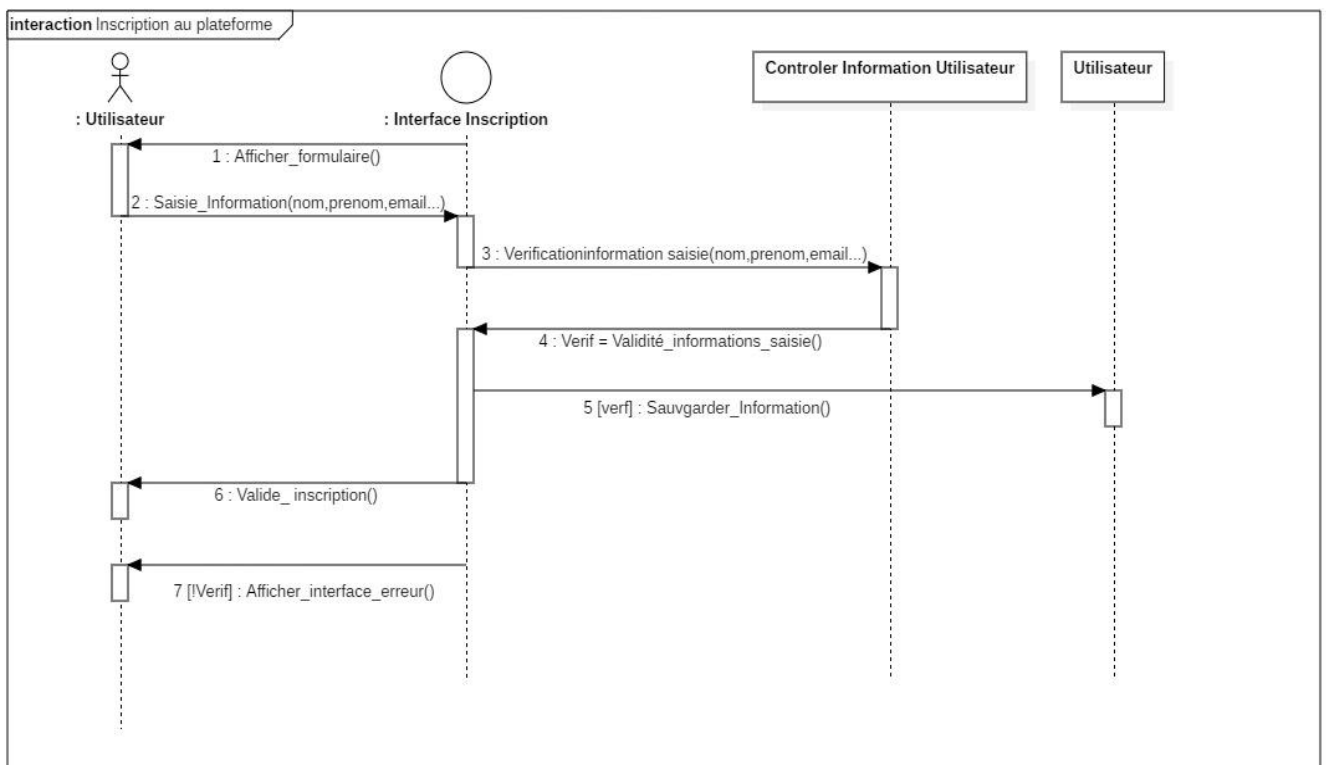 interaction Inscription au plateforme
Controler Information Utilisateur
Utilisateur
: Utilisateur
: Interface Inscription
1 : Afficher_formulaire()
2 : Saisie_Information(nom,prenom,email...)
3 : Verificationinformation saisie(nom,prenom,email...)
4 : Verif = Validité_informations_saisie()
5 [verf] : Sauvgarder_Information()
6 : Valide_ inscription()
7 [!Verif] : Afficher_interface_erreur()